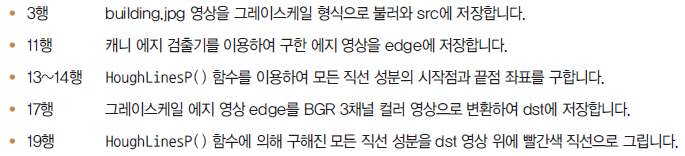 • 3행 building.jpg 영상을 그레이스케일 형식으로 불러와 src에 저장합니다.
• 11행 캐니 에지 검출기를 이용하여 구한 에지 영상을 edge에 저장합니다.
• 13~14행 HoughLinesP() 함수를 이용하여 모든 직선 성분의 시작점과 끝점 좌표를 구합니다.
• 17행 그레이스케일 에지 영상 edge를 BGR 3채널 컬러 영상으로 변환하여 dst에 저장합니다.
• 19행 HoughLinesP() 함수에 의해 구해진 모든 직선 성분을 dst 영상 위에 빨간색 직선으로 그립니다.